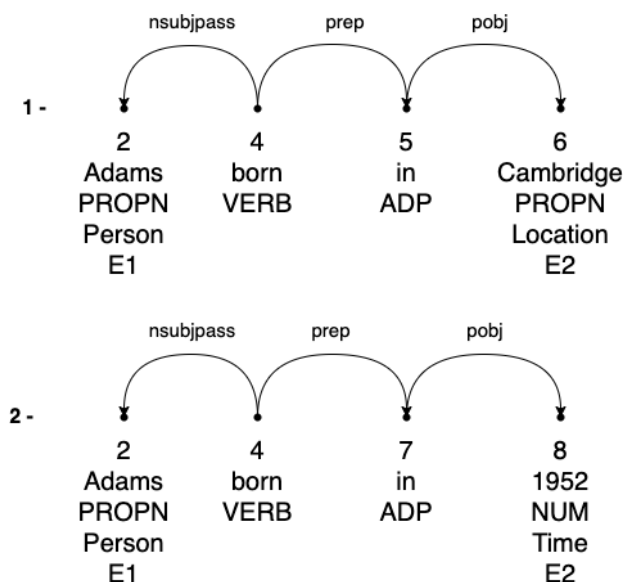 nsubjpass prep pobj
1 -
2 4 5 6
Adams born in Cambridge
PROPN VERB ADP PROPN
Person Location
E1 E2
nsubjpass prep pobj
2 -
2 4 7 8
Adams born in 1952
PROPN VERB ADP NUM
Person Time
E1 E2